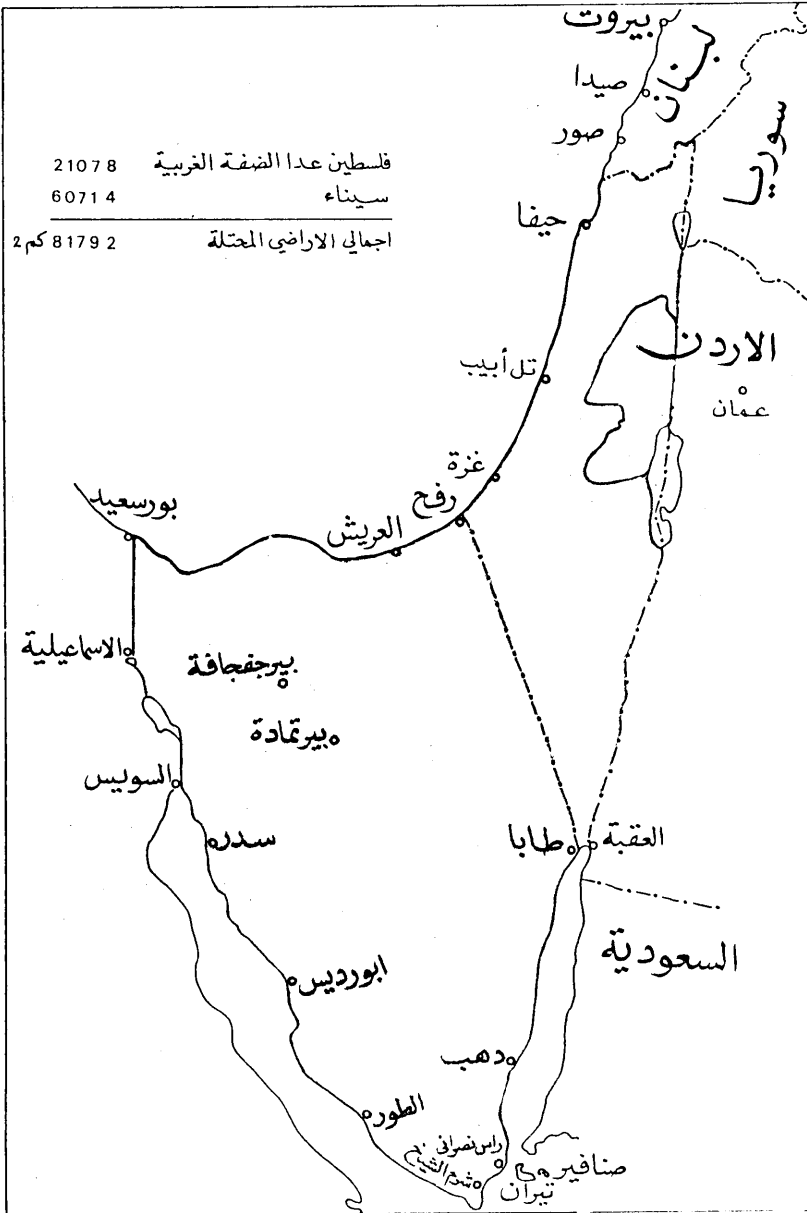 بيروت
لبنان
صيدا
سوريا
صور
فلسطين عدا الضفة الغربية 21078
سيناء 60714
اجمالي الاراضي المحتلة 81792 كم2
حيفا
الاردن
تل أبيب
عمان
غزة
رفح
بورسعيد
العريش
الاسماعيلية
بيرجفجافة
بيرتمادة
السويس
سدر
طابا
العقبة
السعودية
ابورديس
دهب
الطور
راس نصرانى
شرم الشيخ
صنافير
تيران